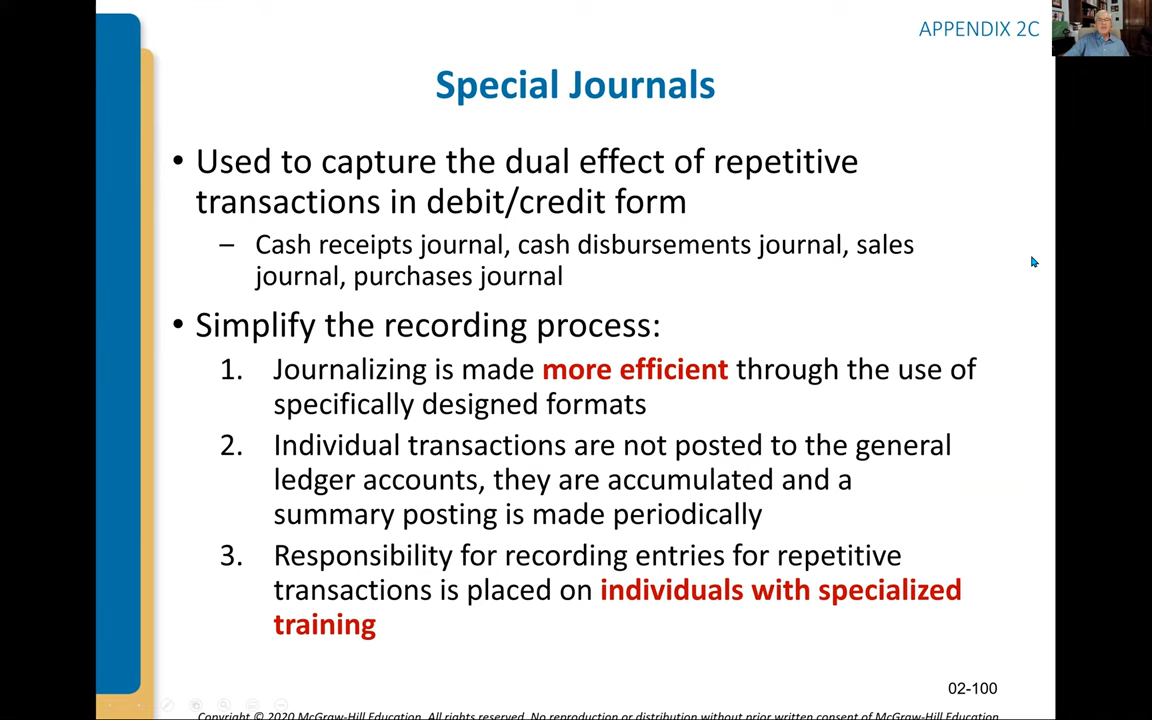 APPENDIX 2C
Special Journals
• Used to capture the dual effect of repetitive
transactions in debit/credit form
– Cash receipts journal, cash disbursements journal, sales
journal, purchases journal
• Simplify the recording process:
1. Journalizing is made more efficient through the use of
specifically designed formats
2. Individual transactions are not posted to the general
ledger accounts, they are accumulated and a
summary posting is made periodically
3. Responsibility for recording entries for repetitive
transactions is placed on individuals with specialized
training
02-100
Copyright © 2020 McGraw-Hill Education. All rights reserved. No reproduction or distribution without prior written consent of McGraw-Hill Education.